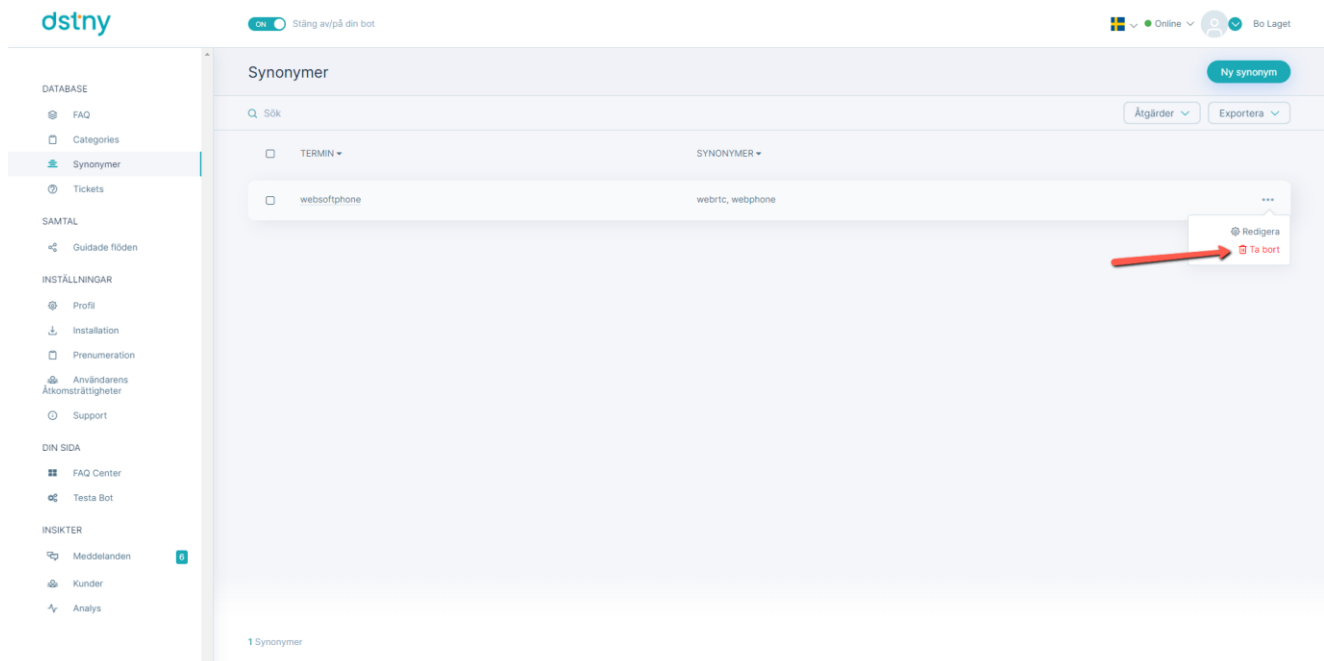 dstny
ON Stäng av/på din bot
Online
Bo Laget
DATABASE
FAQ
Categories
Synonymer
Tickets
SAMTAL
Guidade flöden
INSTÄLLNINGAR
Profil
Installation
Prenumeration
Användarens
Åtkomsträttigheter
Support
DIN SIDA
FAQ Center
Testa Bot
INSIKTER
Meddelanden 6
Kunder
Analys
Synonymer
Ny synonym
Sök
Åtgärder
Exportera
TERMIN SYNONYMER
websoftphone webrtc, webphone
Redigera
Ta bort
1 Synonymer